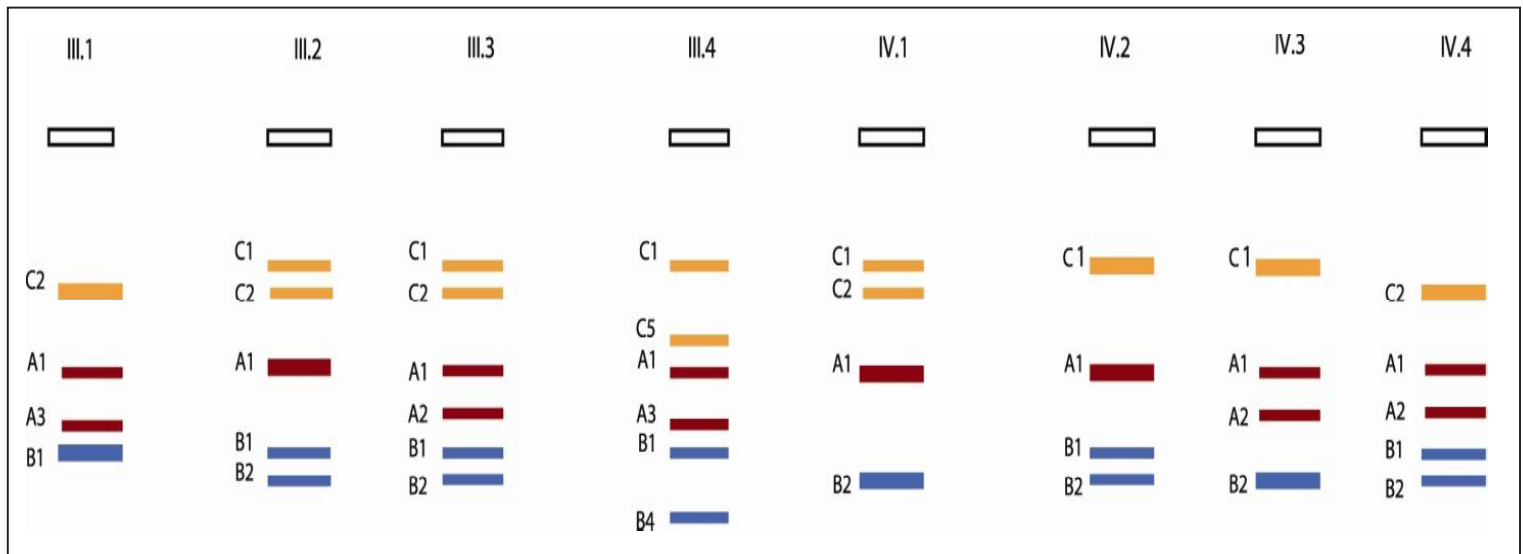 III.1 III.2 III.3 III.4 IV.1 IV.2 IV.3 IV.4
C1 C1 C1 C1 C1 C1
C2 C2 C2 C2 C2
C5
A1 A1 A1 A1 A1 A1 A1 A1
A3 A2 A3 A2 A2
B1 B1 B1 B1 B1 B1
B2 B2 B2 B2 B2 B2
B4